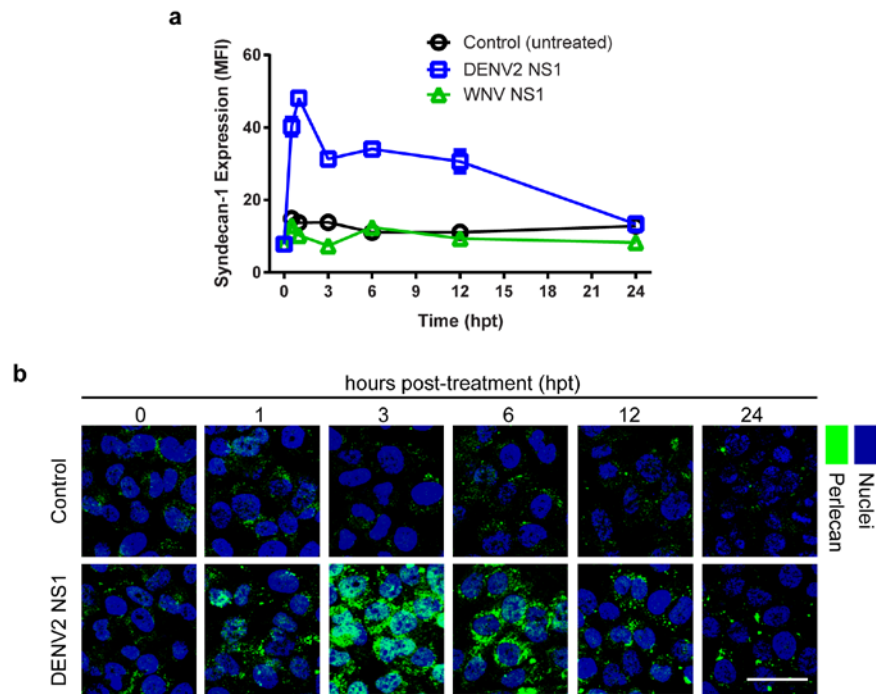 a
Control (untreated)
DENV2 NS1
WNV NS1
Syndecan-1 Expression (MFI)
60
40
20
0
0 3 6 9 12 15 18 21 24
Time (hpt)
b
hours post-treatment (hpt)
0 1 3 6 12 24
Control
DENV2 NS1
Perlecan
Nuclei